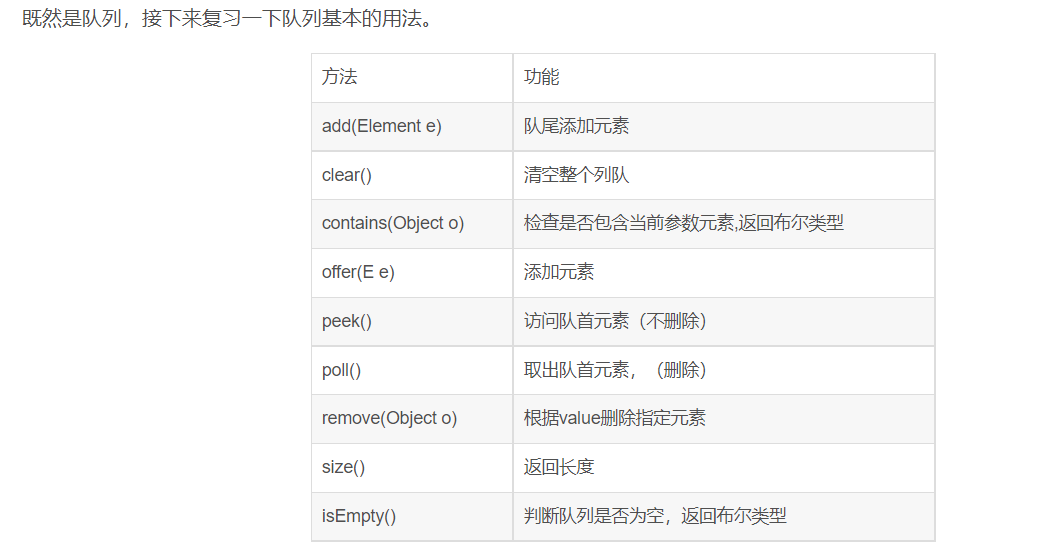 既然是队列，接下来复习一下队列基本的用法。
方法 功能
add(Element e) 队尾添加元素
clear() 清空整个列队
contains(Object o) 检查是否包含当前参数元素,返回布尔类型
offer(E e) 添加元素
peek() 访问队首元素（不删除）
poll() 取出队首元素，（删除）
remove(Object o) 根据value删除指定元素
size() 返回长度
isEmpty() 判断队列是否为空，返回布尔类型